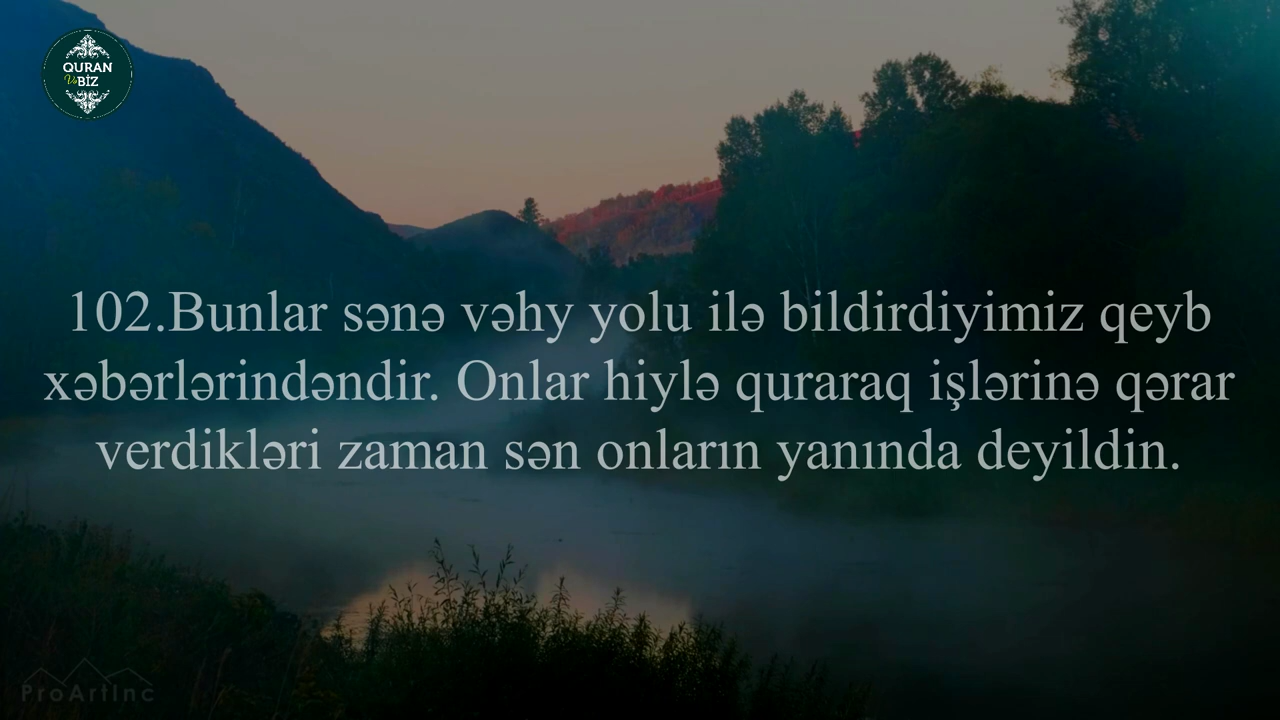 QURAN
Və BİZ
102.Bunlar sənə vəhy yolu ilə bildirdiyimiz qeyb
xəbərlərindəndir. Onlar hiylə quraraq işlərinə qərar
verdikləri zaman sən onların yanında deyildin.
ProArtInc